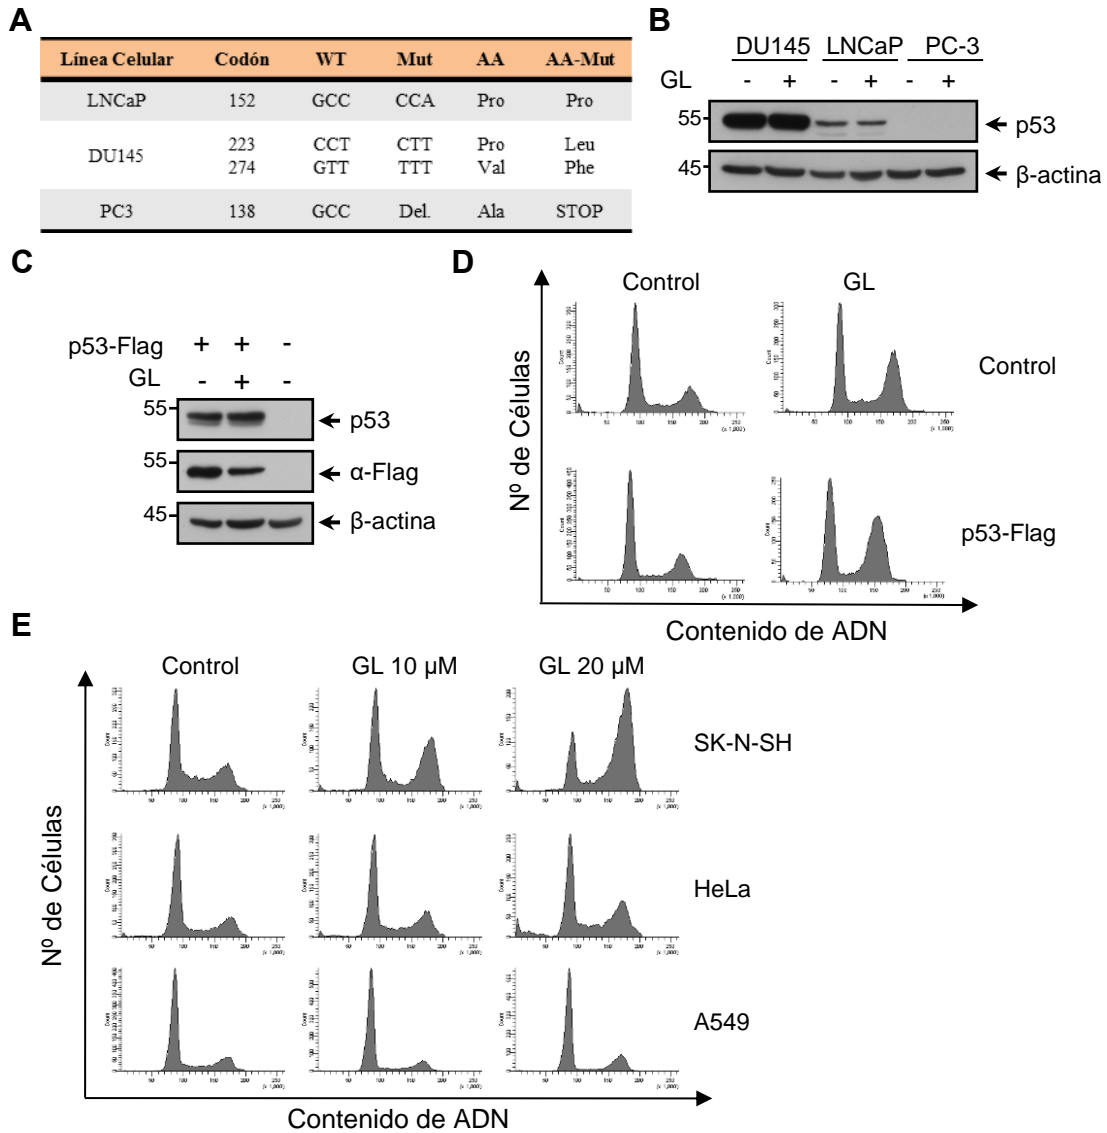 A
Línea Celular Codón WT Mut AA AA-Mut
LNCaP 152 GCC CCA Pro Pro
DU145 223 CCT CTT Pro Leu
274 GTT TTT Val Phe
PC3 138 GCC Del. Ala STOP
B
DU145 LNCaP PC-3
GL - + - + - +
55 p53
45 β-actina
C
p53-Flag + + -
GL - + -
55 p53
55 α-Flag
45 β-actina
D
Control GL
Nº de Células
Control
p53-Flag
Contenido de ADN
E
Control GL 10 µM GL 20 µM
Nº de Células
SK-N-SH
HeLa
A549
Contenido de ADN